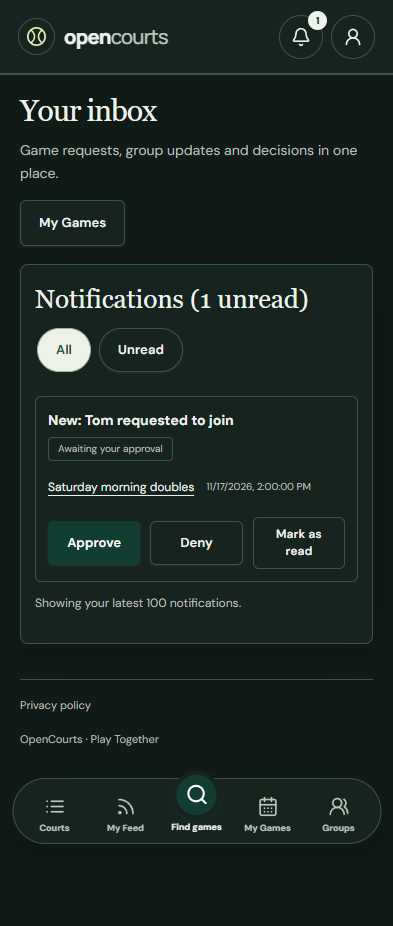 opencourts
1
Your inbox
Game requests, group updates and decisions in one
place.
My Games
Notifications (1 unread)
All
Unread
New: Tom requested to join
Awaiting your approval
Saturday morning doubles 11/17/2026, 2:00:00 PM
Approve
Deny
Mark as
read
Showing your latest 100 notifications.
Privacy policy
OpenCourts · Play Together
Courts
My Feed
Find games
My Games
Groups